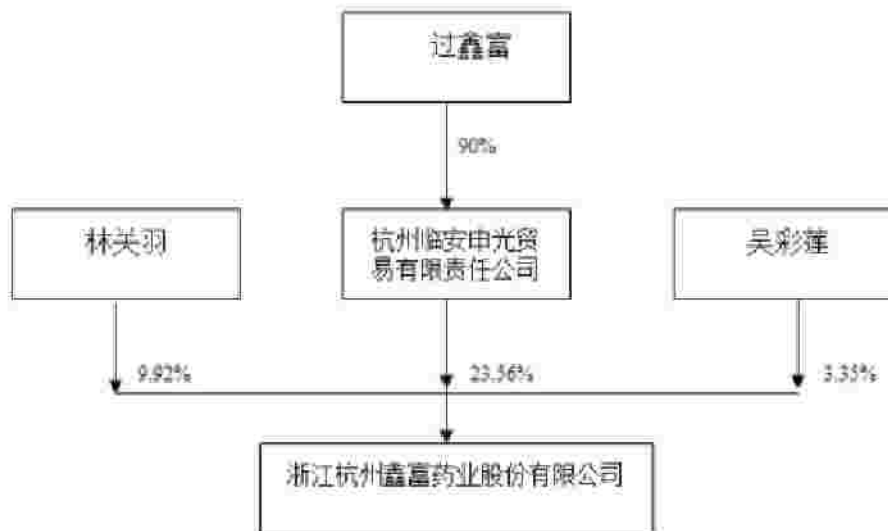 过鑫富
90%
林关羽
杭州临安申光贸
易有限责任公司
吴彩莲
9.92%
23.56%
3.35%
浙江杭州鑫富药业股份有限公司